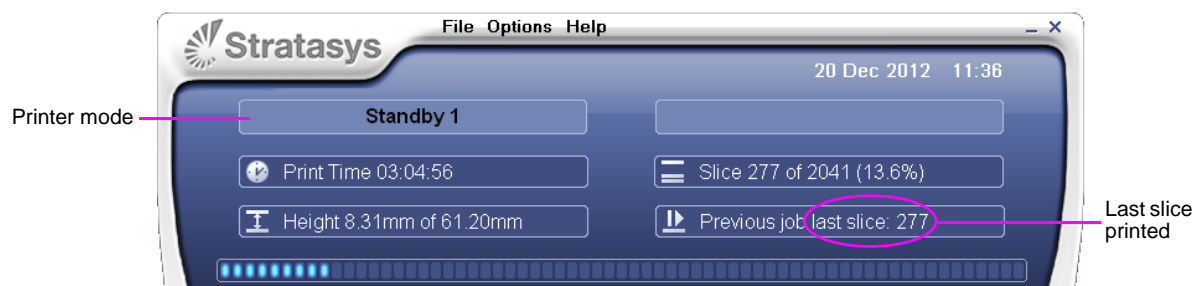 File Options Help
Stratasys
20 Dec 2012 11:36
Printer mode
Standby 1
Print Time 03:04:56
Slice 277 of 2041 (13.6%)
Height 8.31mm of 61.20mm
Previous job last slice: 277
Last slice
printed